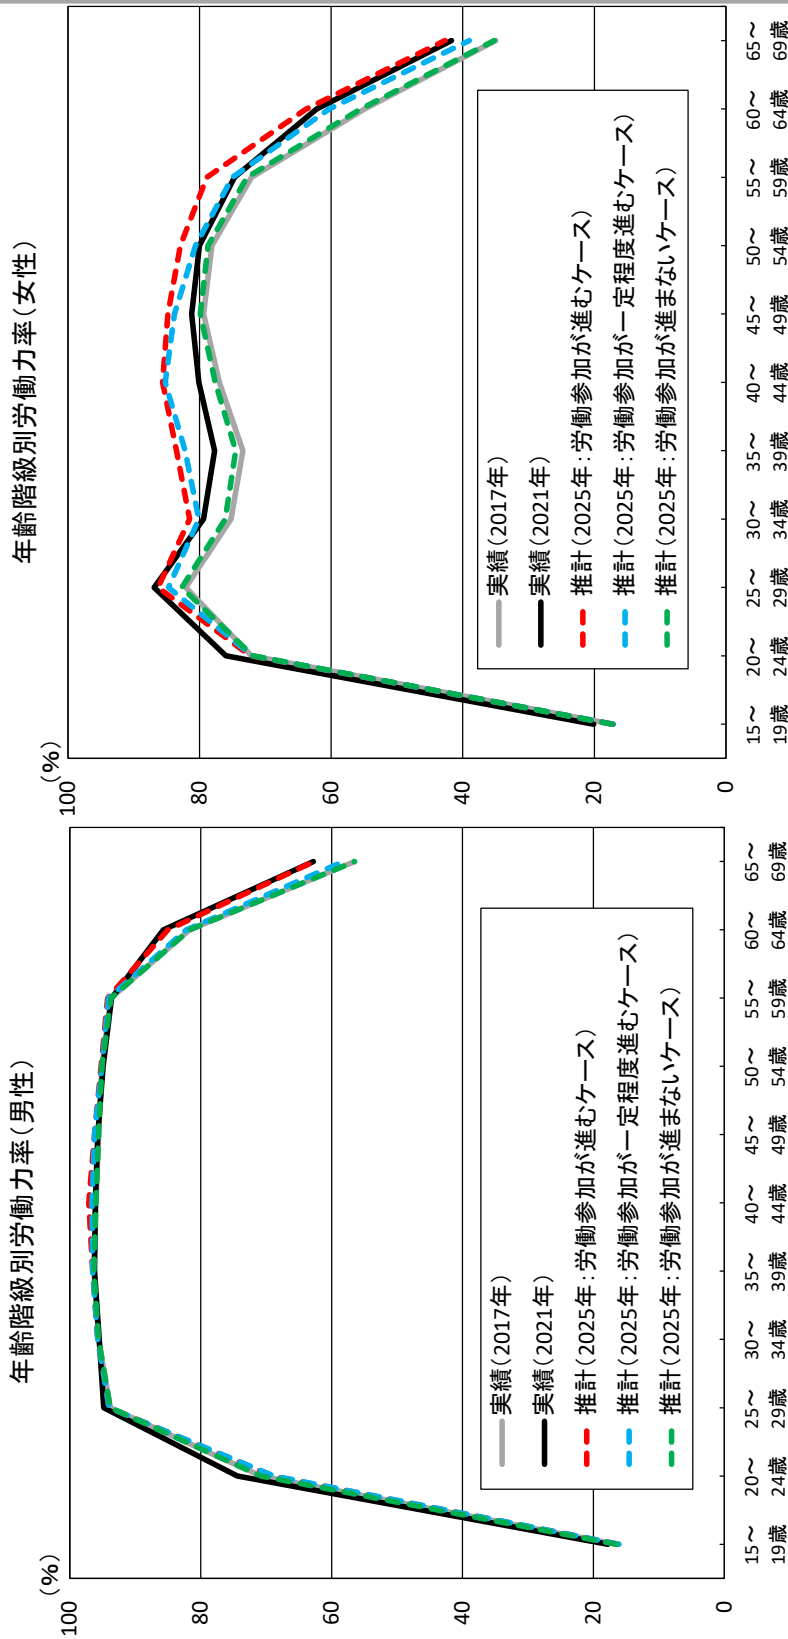 年齢階級別労働力率（男性）
（%）
100
80
60
40
20
0
実績（2017年）
実績（2021年）
推計（2025年：労働参加が進むケース）
推計（2025年：労働参加が一定程度進むケース）
推計（2025年：労働参加が進まないケース）
15～ 20～ 25～ 30～ 35～ 40～ 45～ 50～ 55～ 60～ 65～
19歳 24歳 29歳 34歳 39歳 44歳 49歳 54歳 59歳 64歳 69歳
年齢階級別労働力率（女性）
（%）
100
80
60
40
20
0
実績（2017年）
実績（2021年）
推計（2025年：労働参加が進むケース）
推計（2025年：労働参加が一定程度進むケース）
推計（2025年：労働参加が進まないケース）
15～ 20～ 25～ 30～ 35～ 40～ 45～ 50～ 55～ 60～ 65～
19歳 24歳 29歳 34歳 39歳 44歳 49歳 54歳 59歳 64歳 69歳